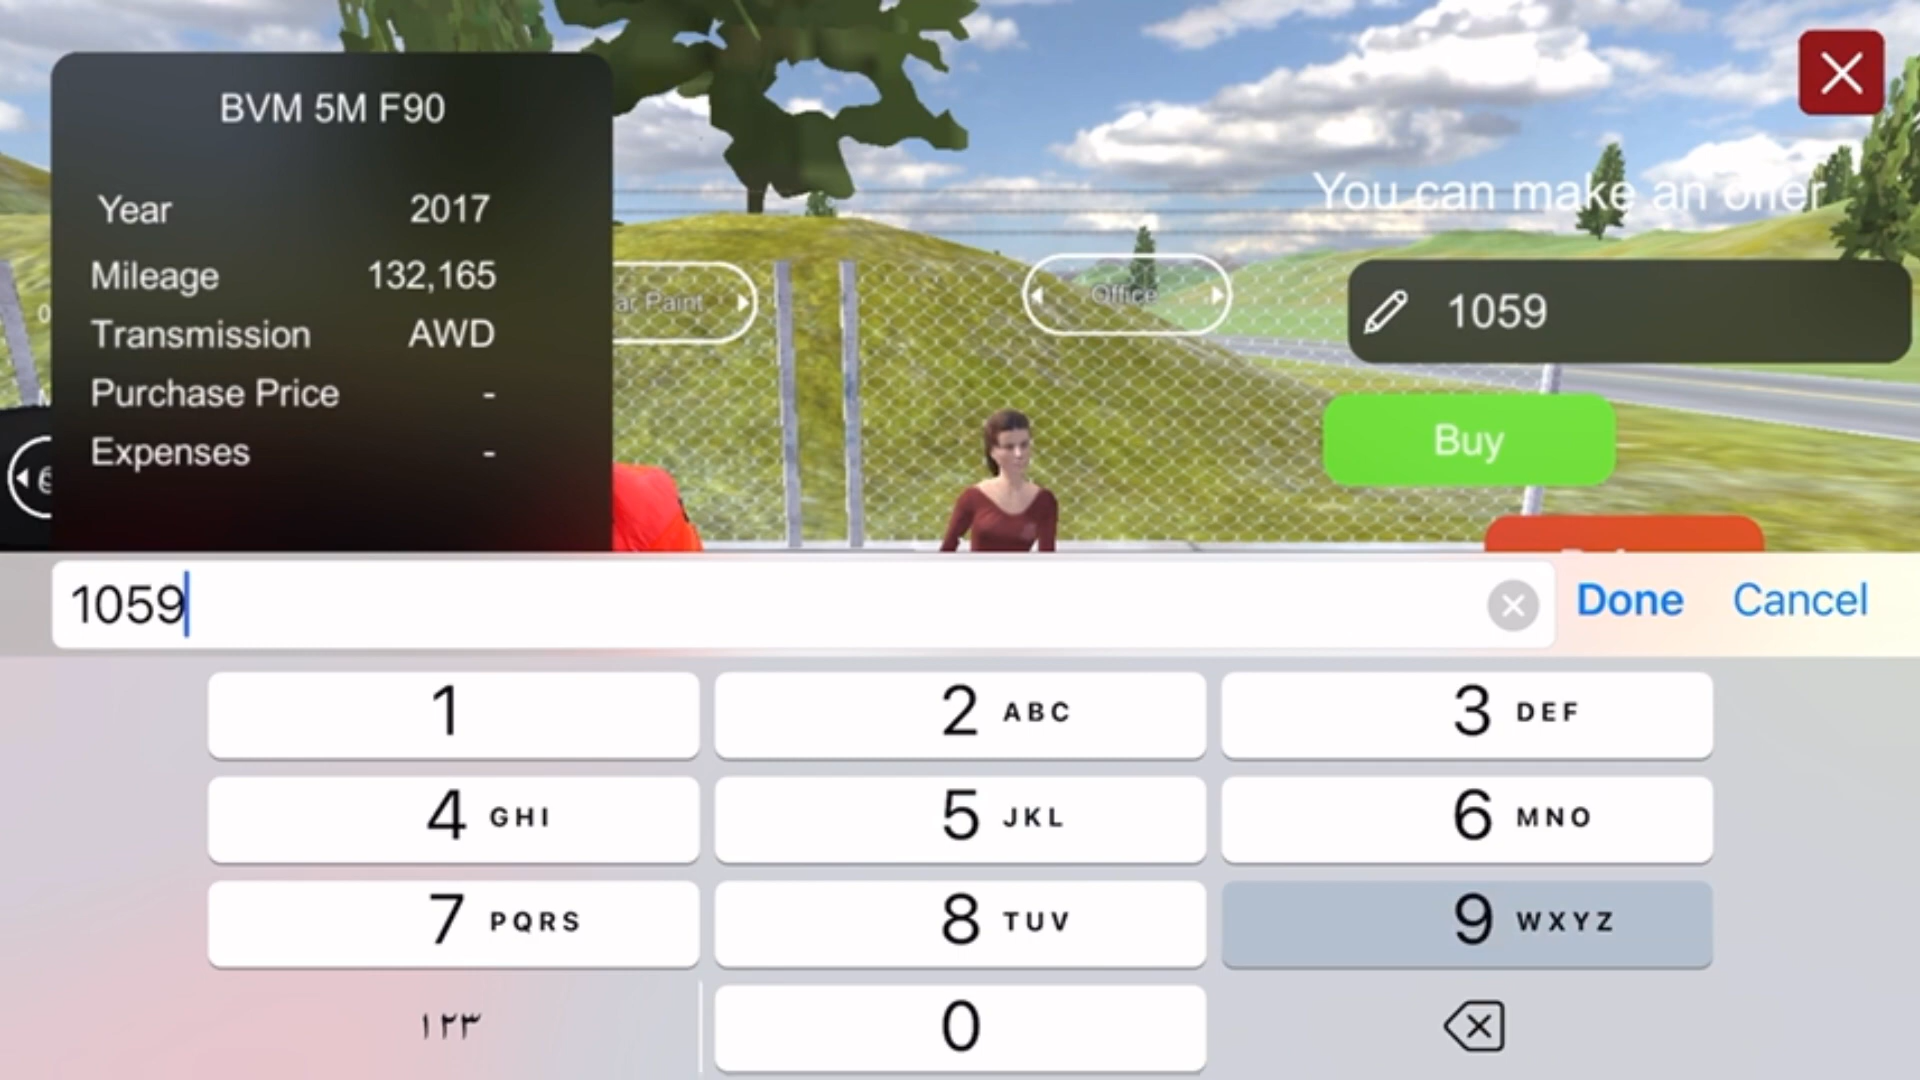 BVM 5M F90
Year 2017
Mileage 132,165
Transmission AWD
Purchase Price -
Expenses -
ar Paint
Office
You can make an offer
1059
Buy
1059
Done
Cancel
1
2 ABC
3 DEF
4 GHI
5 JKL
6 MNO
7 PQRS
8 TUV
9 WXYZ
١٢٣
0